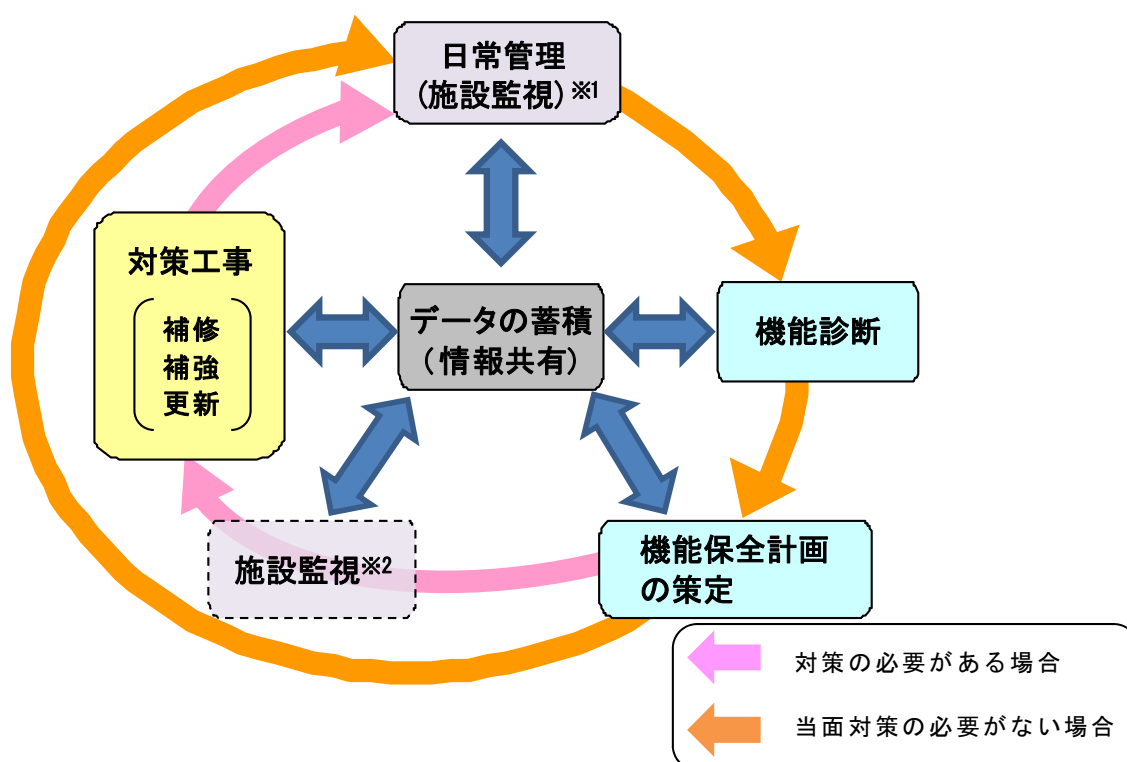 日常管理
(施設監視)※1
対策工事
補修
補強
更新
データの蓄積
(情報共有)
機能診断
施設監視※2
機能保全計画
の策定
対策の必要がある場合
当面対策の必要がない場合